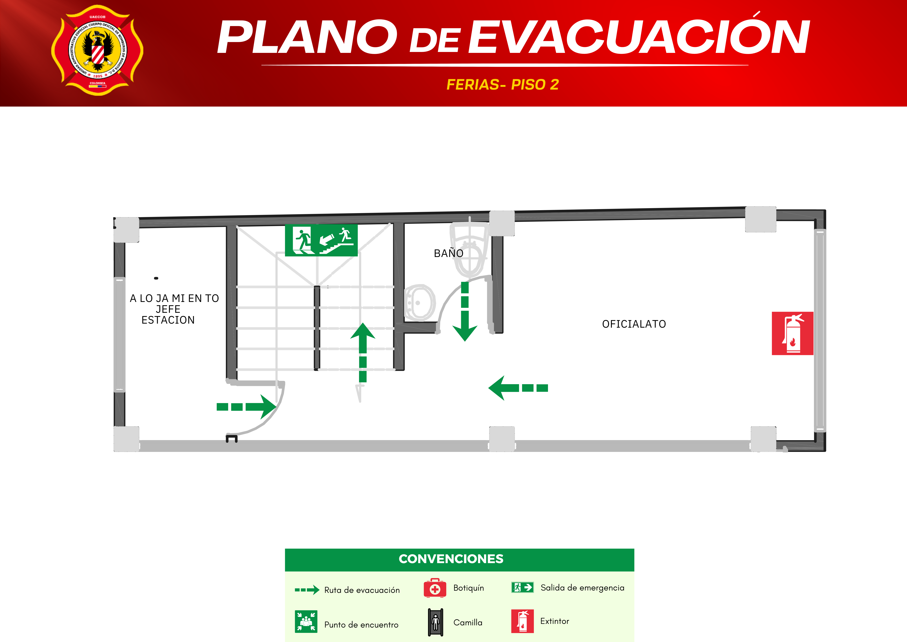 PLANO DE EVACUACIÓN
FERIAS- PISO 2
BAÑO
A LO JA MI EN TO
JEFE
ESTACION
OFICIALATO
CONVENCIONES
Ruta de evacuación
Botiquín
Salida de emergencia
Punto de encuentro
Camilla
Extintor